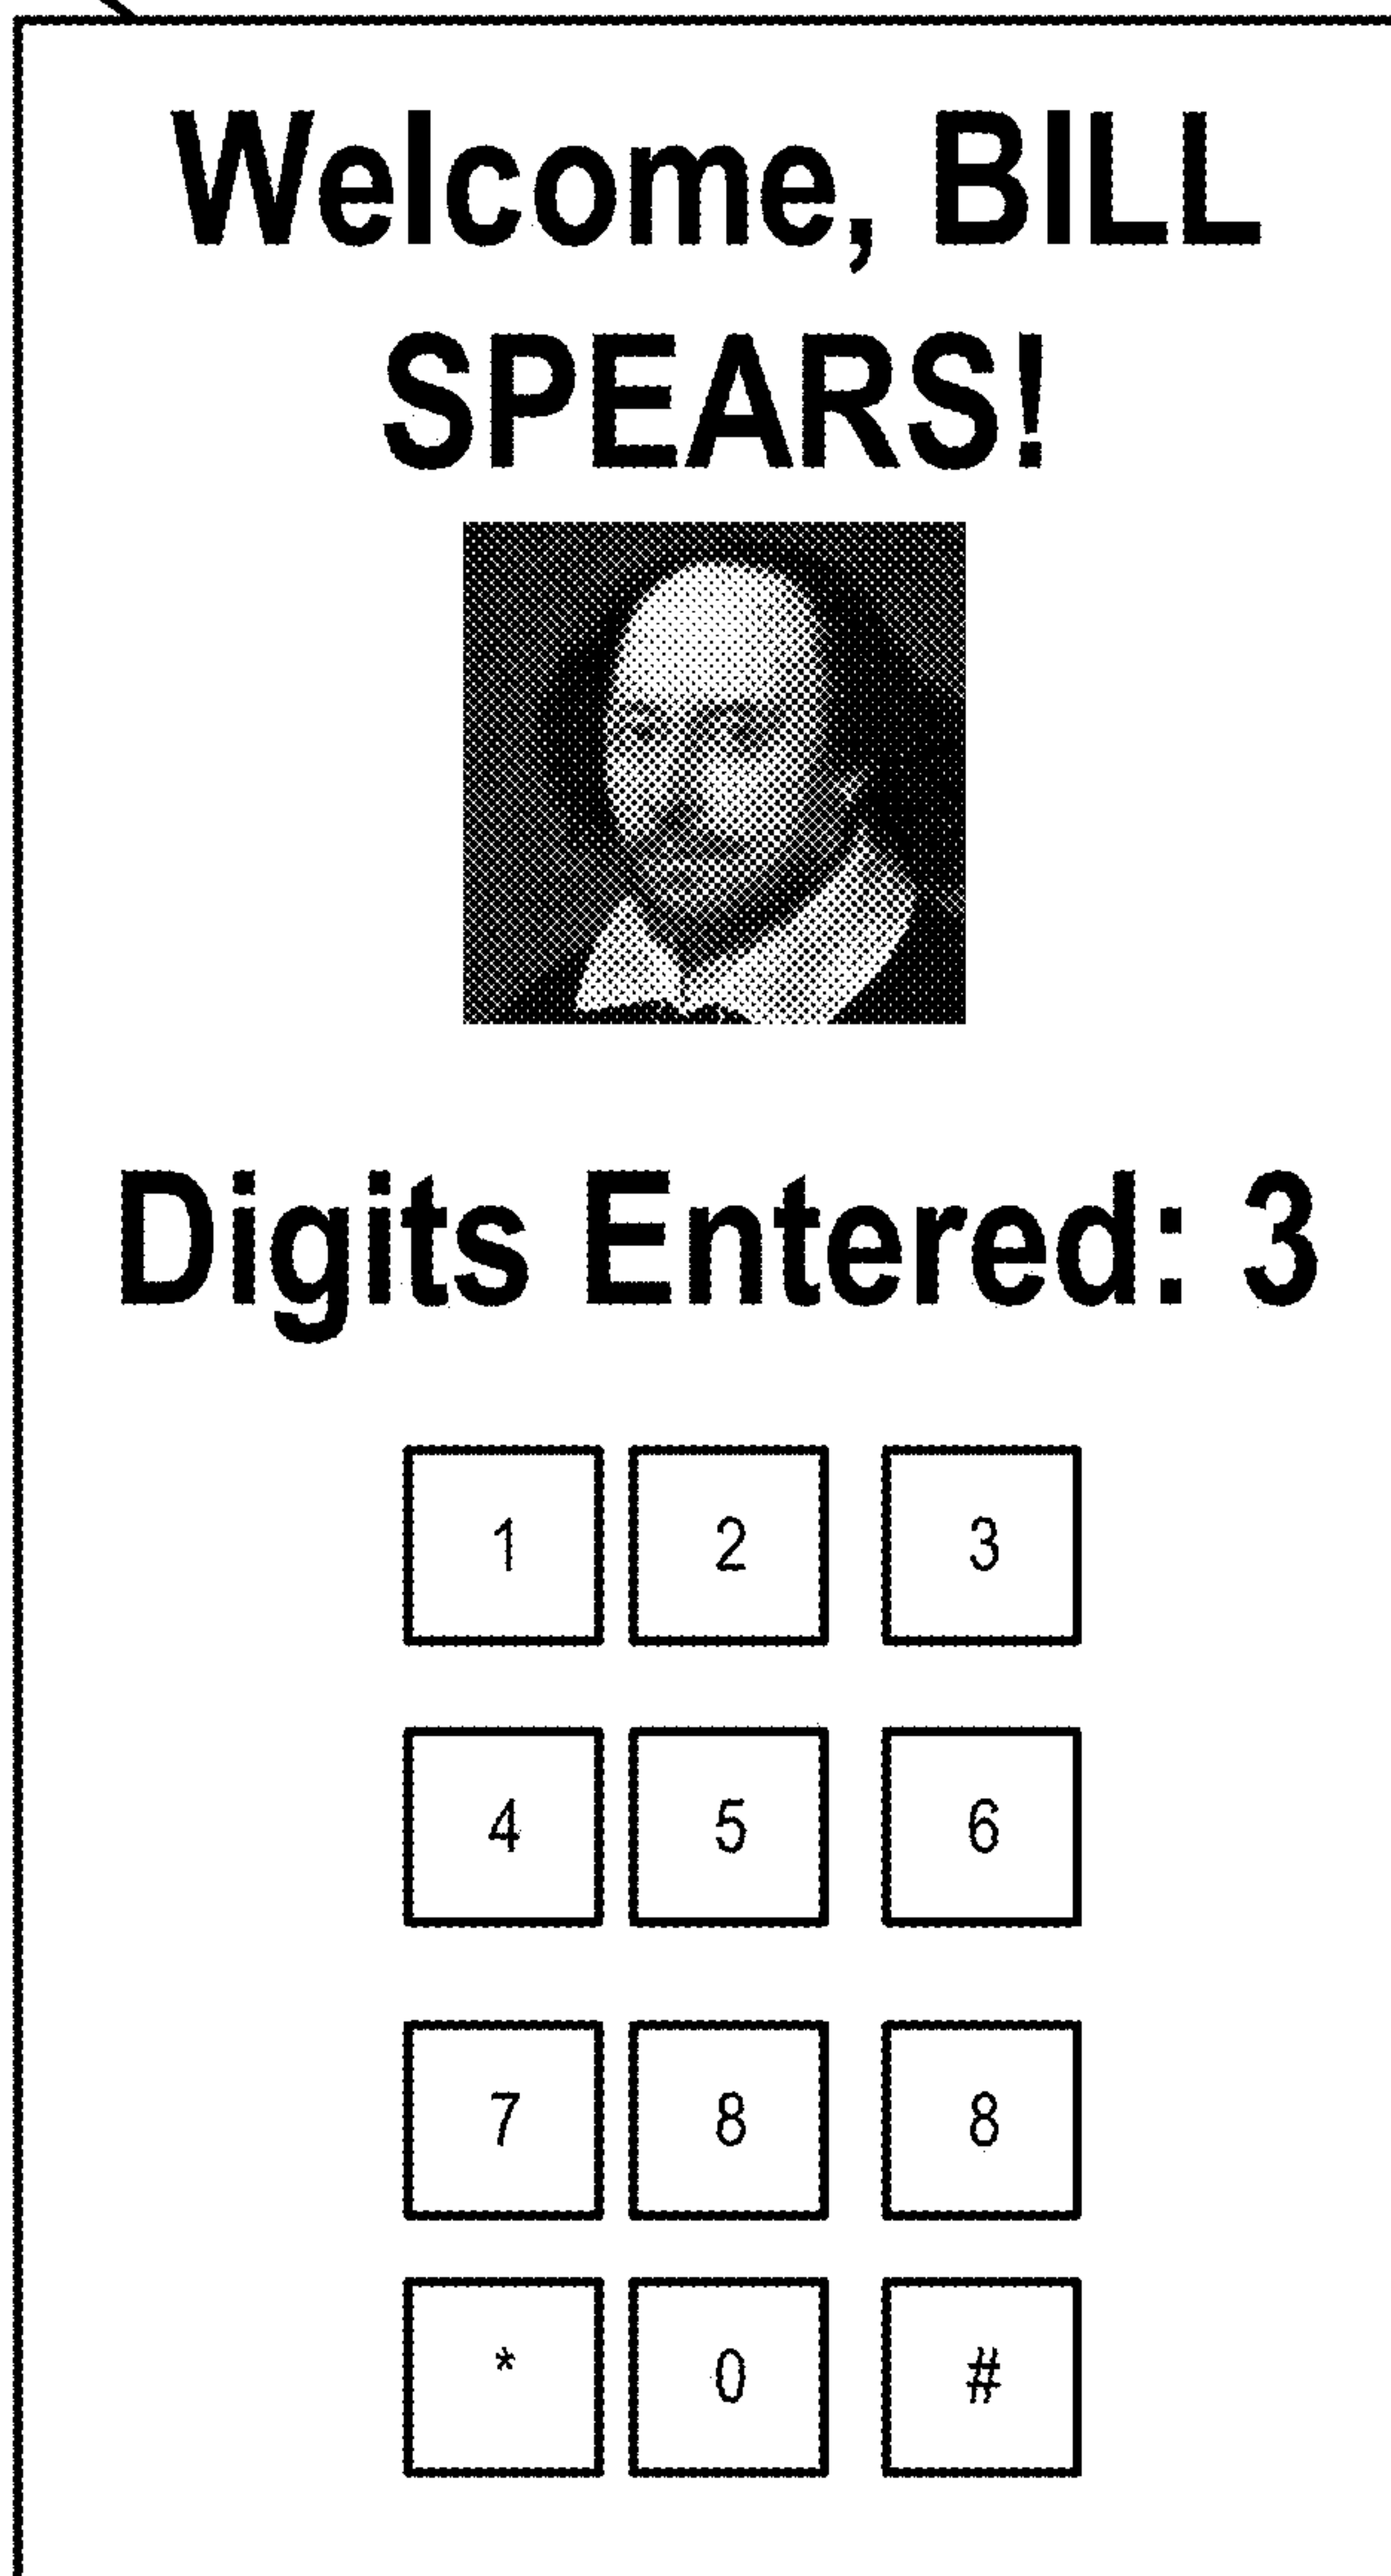 Welcome, BILL
SPEARS!
Digits Entered: 3
1 2 3
4 5 6
7 8 8
* 0 #